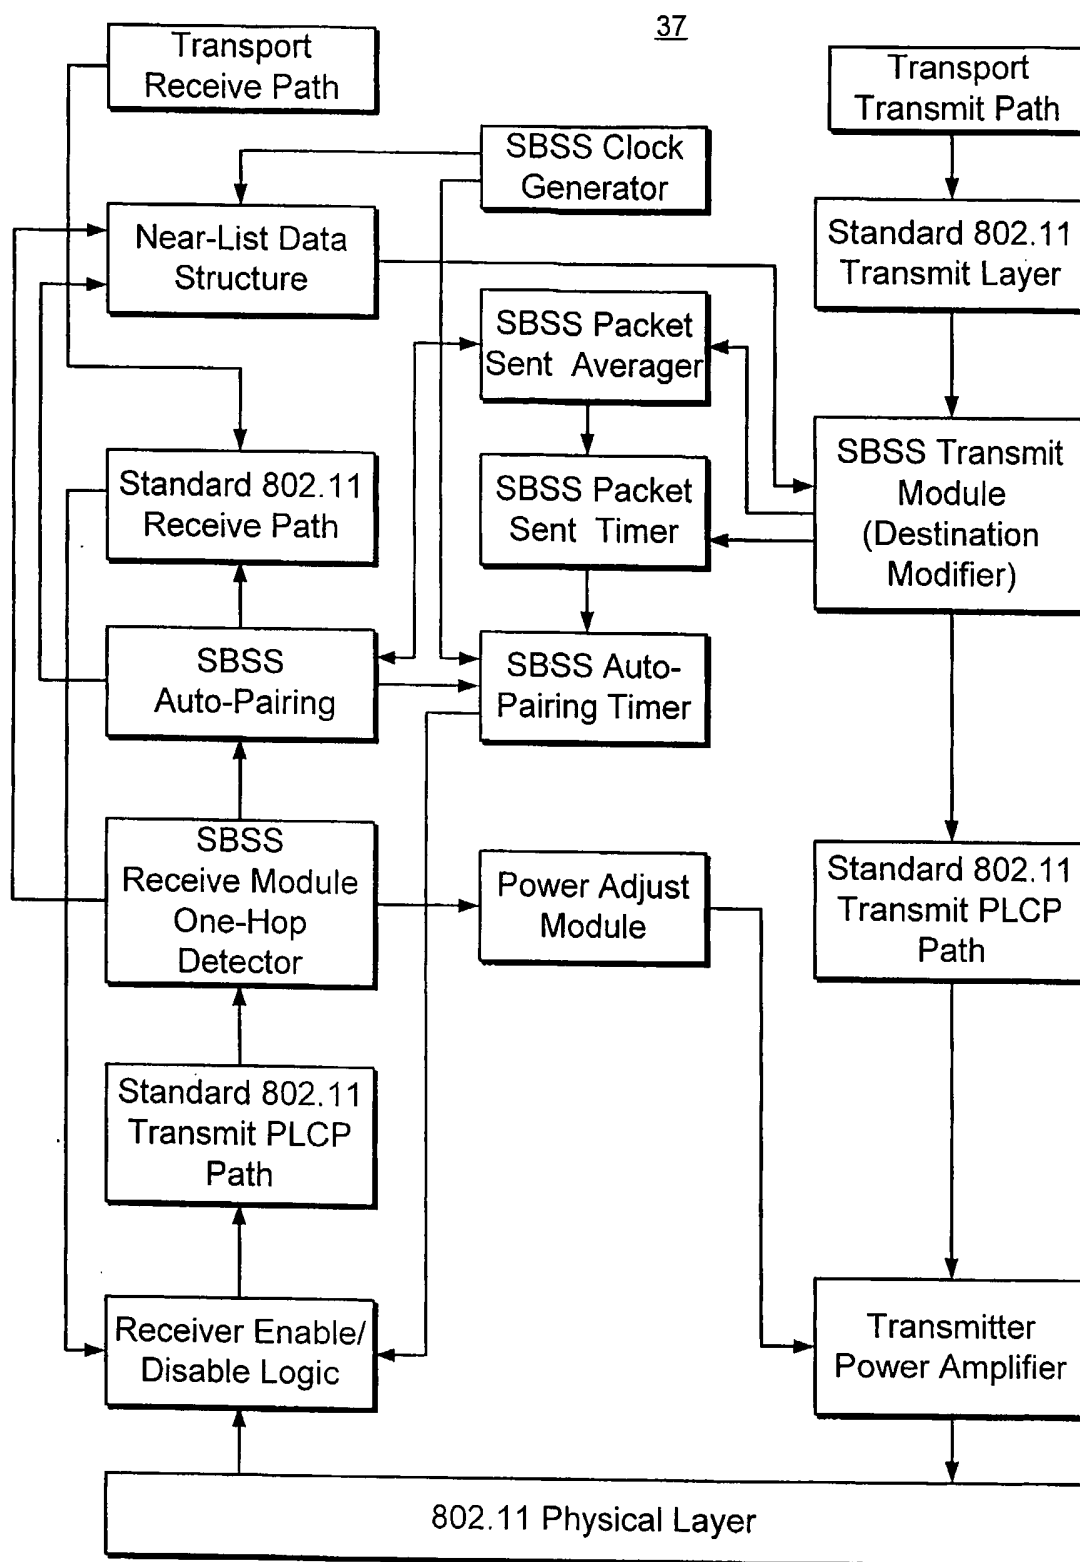 37
Transport
Receive Path
Transport
Transmit Path
SBSS Clock
Generator
Near-List Data
Structure
Standard 802.11
Transmit Layer
SBSS Packet
Sent Averager
Standard 802.11
Receive Path
SBSS Packet
Sent Timer
SBSS Transmit
Module
(Destination
Modifier)
SBSS
Auto-Pairing
SBSS Auto-
Pairing Timer
SBSS
Receive Module
One-Hop
Detector
Power Adjust
Module
Standard 802.11
Transmit PLCP
Path
Standard 802.11
Transmit PLCP
Path
Receiver Enable/
Disable Logic
Transmitter
Power Amplifier
802.11 Physical Layer